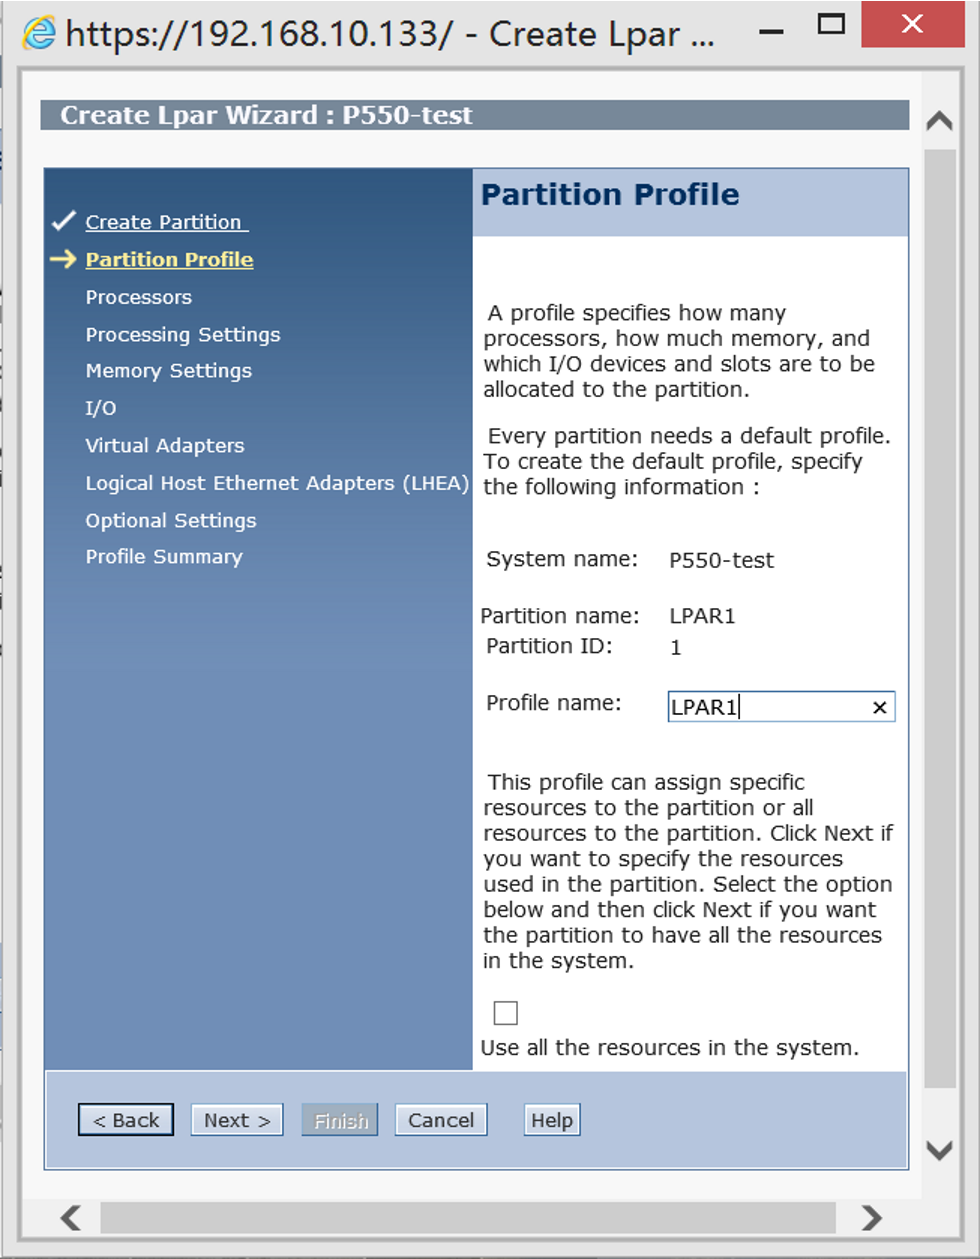 https://192.168.10.133/ - Create Lpar ...
Create Lpar Wizard : P550-test
Create Partition
Partition Profile
Processors
Processing Settings
Memory Settings
I/O
Virtual Adapters
Logical Host Ethernet Adapters (LHEA)
Optional Settings
Profile Summary
Partition Profile
A profile specifies how many
processors, how much memory, and
which I/O devices and slots are to be
allocated to the partition.
Every partition needs a default profile.
To create the default profile, specify
the following information :
System name: P550-test
Partition name: LPAR1
Partition ID: 1
Profile name: LPAR1
This profile can assign specific
resources to the partition or all
resources to the partition. Click Next if
you want to specify the resources
used in the partition. Select the option
below and then click Next if you want
the partition to have all the resources
in the system.
Use all the resources in the system.
< Back Next > Finish Cancel Help